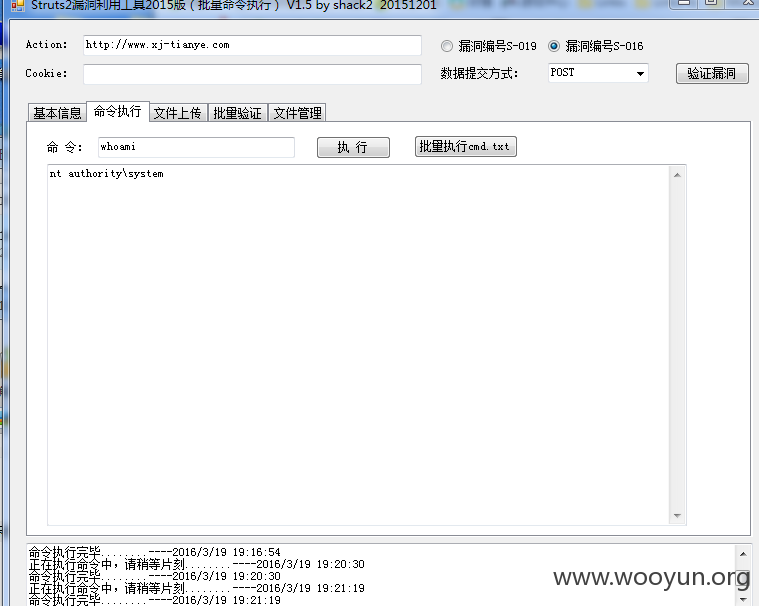 Struts2漏洞利用工具2015版（批量命令执行） V1.5 by shack2 20151201
Action: http://www.xj-tianye.com 漏洞编号S-019 漏洞编号S-016
Cookie: 数据提交方式： POST 验证漏洞
基本信息 命令执行 文件上传 批量验证 文件管理
命 令： whoami 执 行 批量执行cmd.txt
nt authority\system
命令执行完毕........----2016/3/19 19:16:54
正在执行命令中，请稍等片刻........----2016/3/19 19:20:30
命令执行完毕........----2016/3/19 19:20:30
正在执行命令中，请稍等片刻........----2016/3/19 19:21:19
命令执行完毕........----2016/3/19 19:21:19
www.wooyun.org